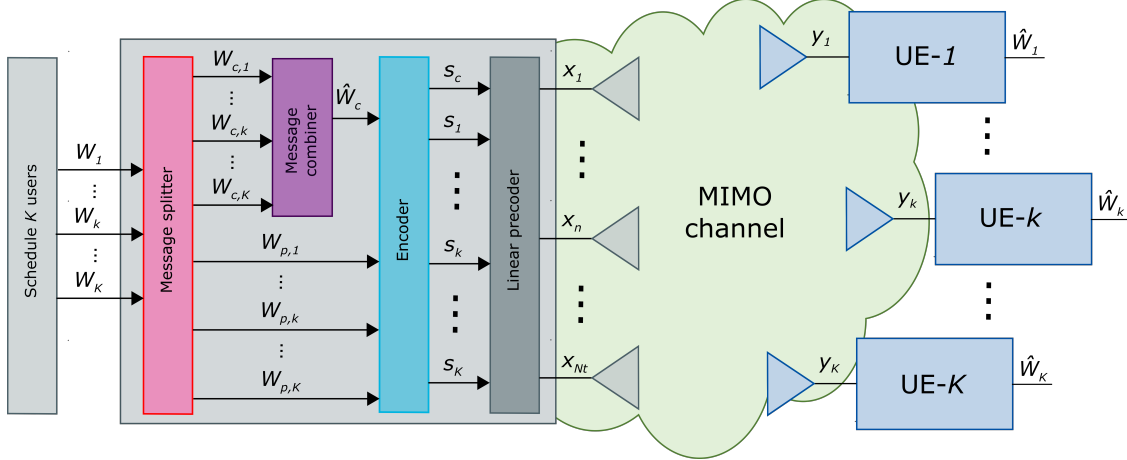 Schedule K users
W1
...
Wk
...
WK
Message splitter
Wc,1
...
Wc,k
...
Wc,K
Wp,1
...
Wp,k
...
Wp,K
Message
combiner
Ŵc
Encoder
sc
s1
sk
sK
Linear precoder
x1
xn
xNt
MIMO
channel
y1
UE-1
Ŵ1
yk
UE-k
Ŵk
yK
UE-K
ŴK